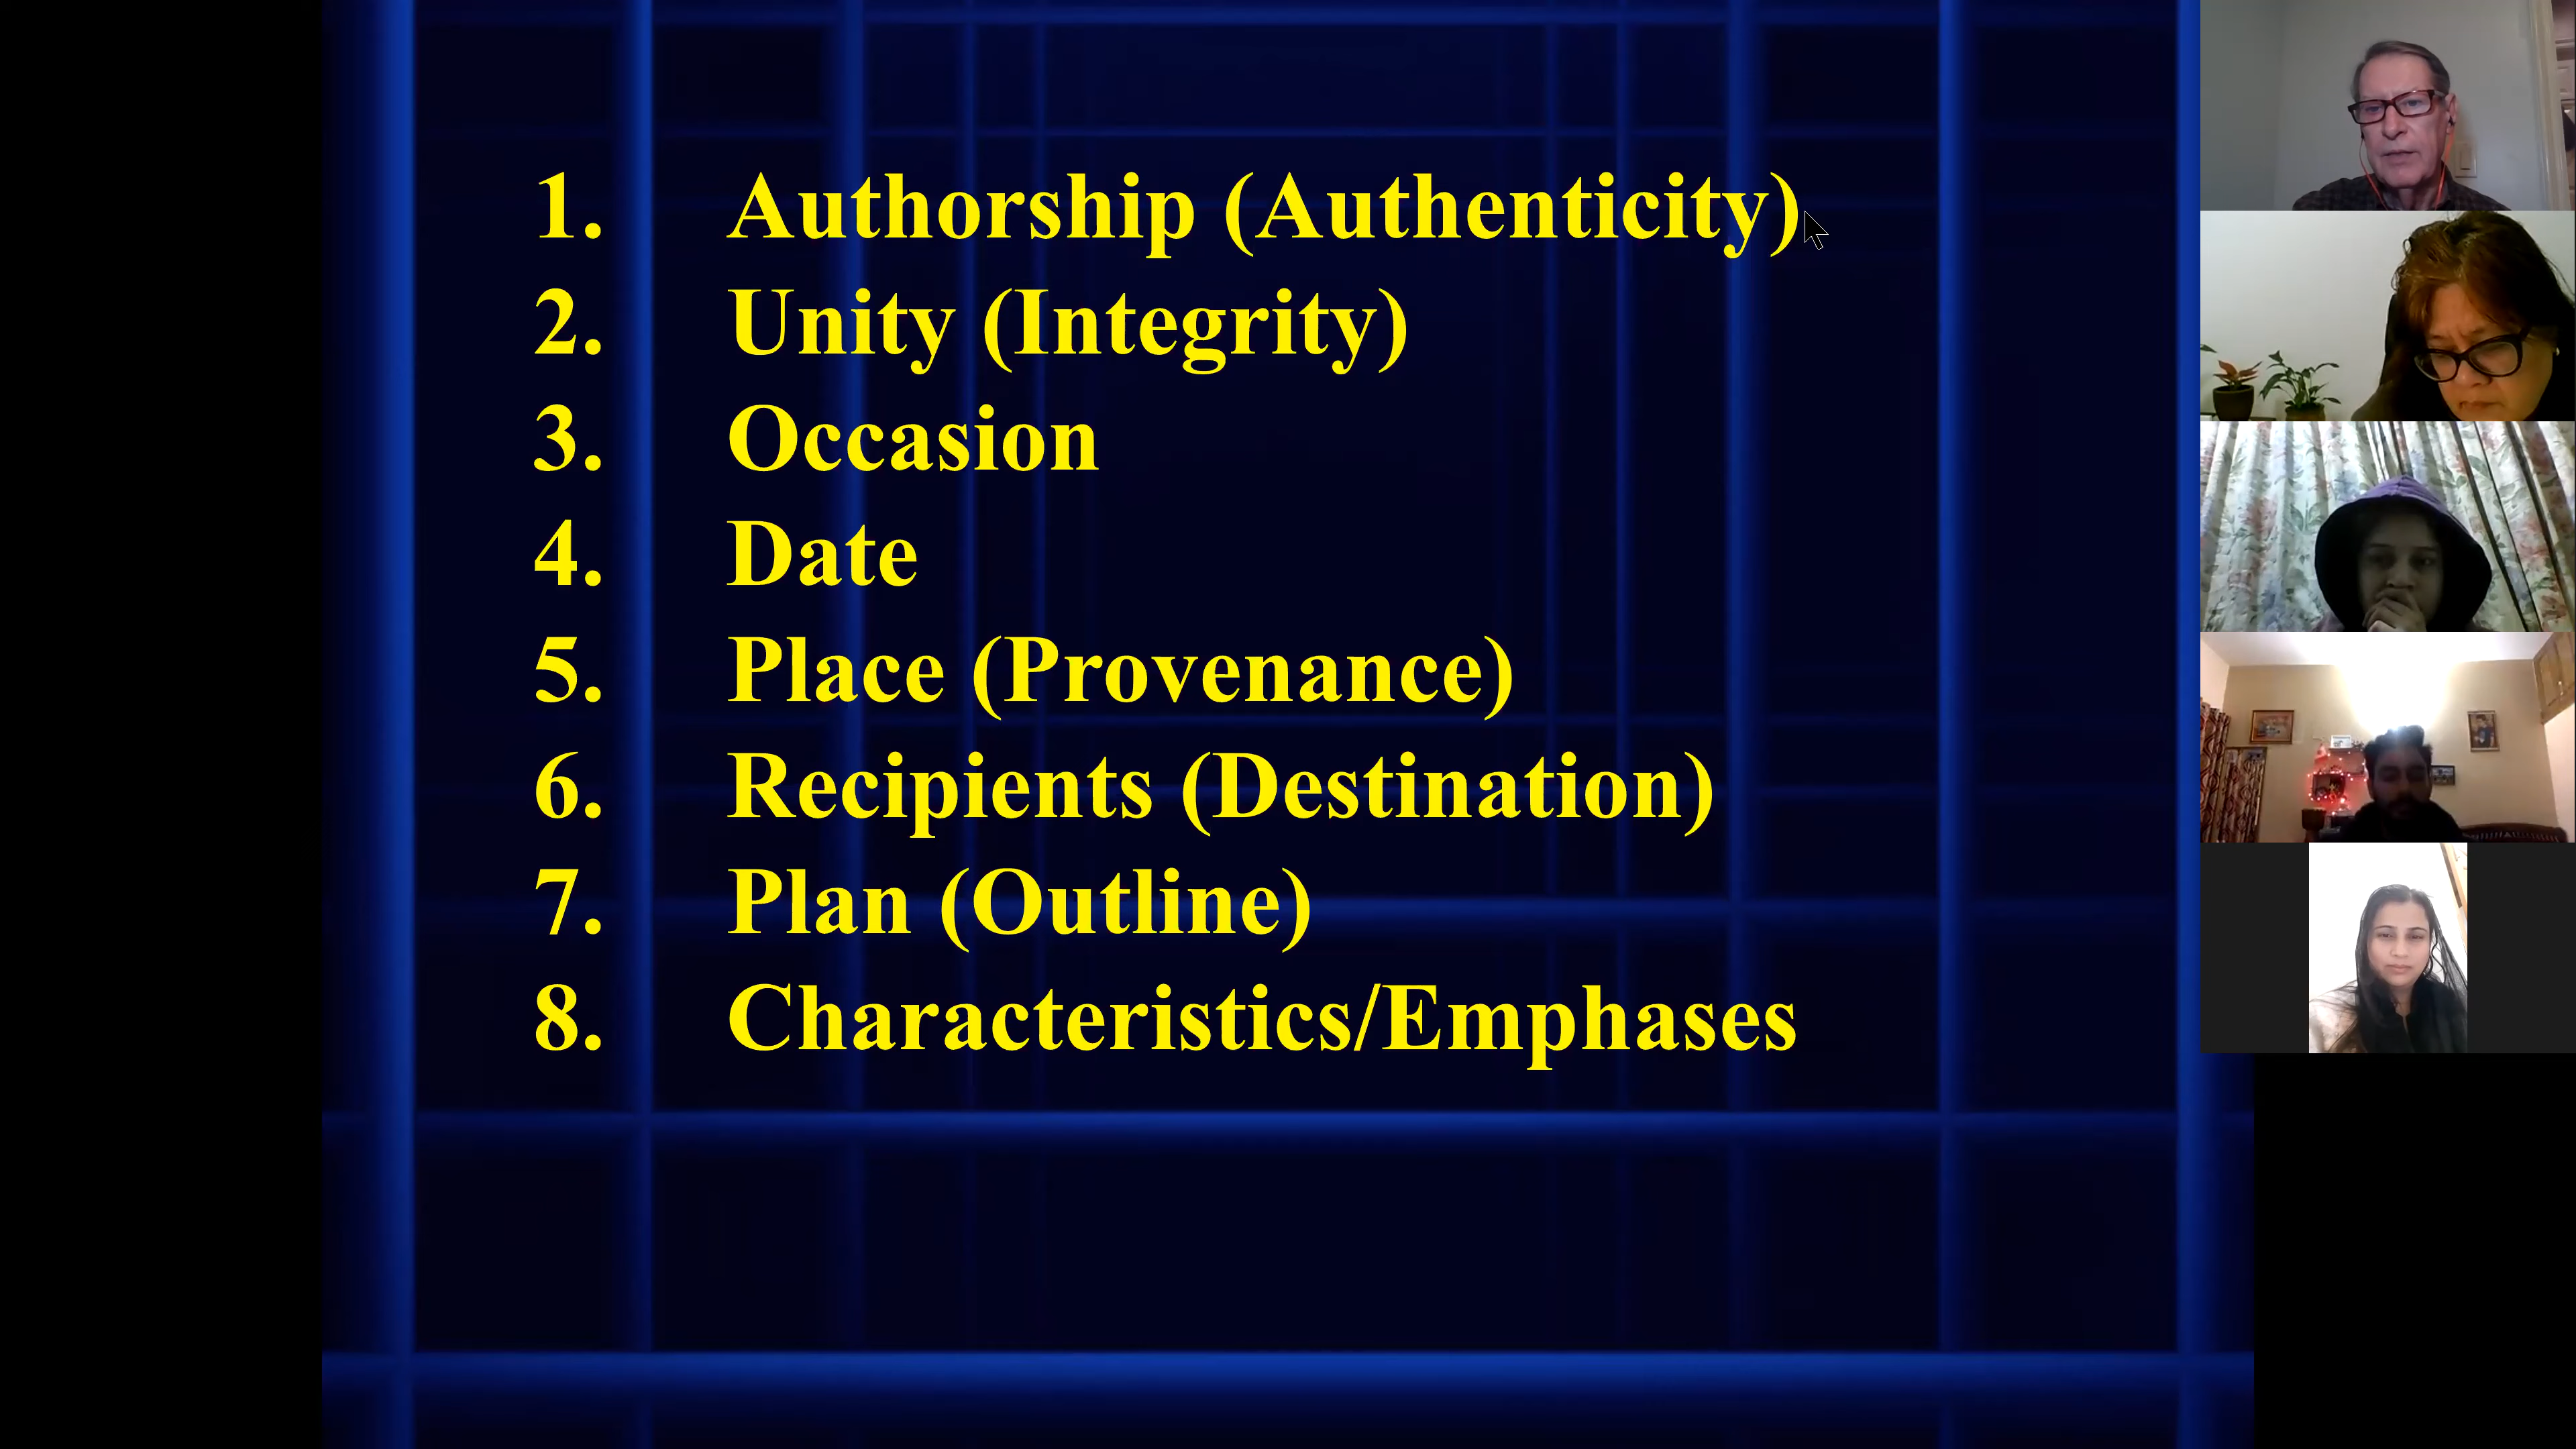 1. Authorship (Authenticity)
2. Unity (Integrity)
3. Occasion
4. Date
5. Place (Provenance)
6. Recipients (Destination)
7. Plan (Outline)
8. Characteristics/Emphases